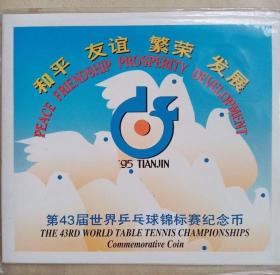 和平 友谊 繁荣 发展
PEACE FRIENDSHIP PROSPERITY DEVELOPMENT
'95 TIANJIN
第43届世界乒乓球锦标赛纪念币
THE 43RD WORLD TABLE TENNIS CHAMPIONSHIPS
Commemorative Coin